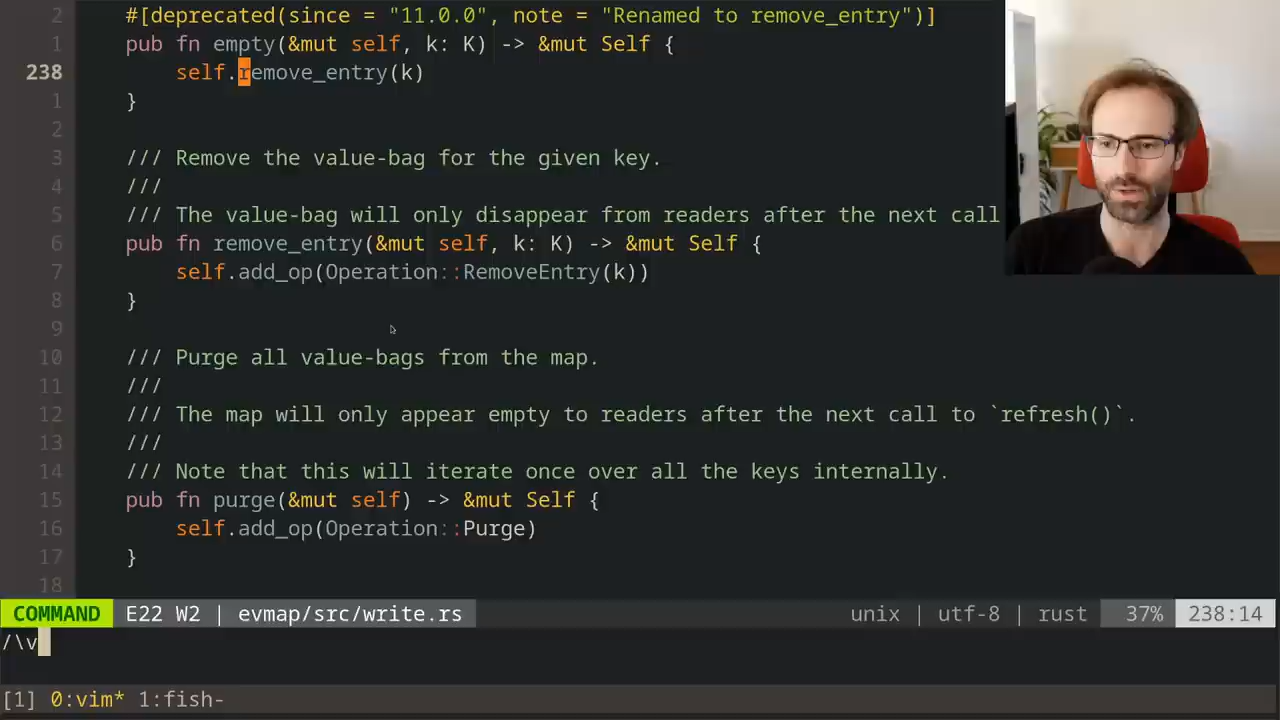 2 #[deprecated(since = "11.0.0", note = "Renamed to remove_entry")]
1 pub fn empty(&mut self, k: K) -> &mut Self {
238 self.remove_entry(k)
1 }
2
3 /// Remove the value-bag for the given key.
4 ///
5 /// The value-bag will only disappear from readers after the next call
6 pub fn remove_entry(&mut self, k: K) -> &mut Self {
7 self.add_op(Operation::RemoveEntry(k))
8 }
9
10 /// Purge all value-bags from the map.
11 ///
12 /// The map will only appear empty to readers after the next call to `refresh()`.
13 ///
14 /// Note that this will iterate once over all the keys internally.
15 pub fn purge(&mut self) -> &mut Self {
16 self.add_op(Operation::Purge)
17 }
18
COMMAND E22 W2 | evmap/src/write.rs unix | utf-8 | rust 37% 238:14
/\v
[1] 0:vim* 1:fish-